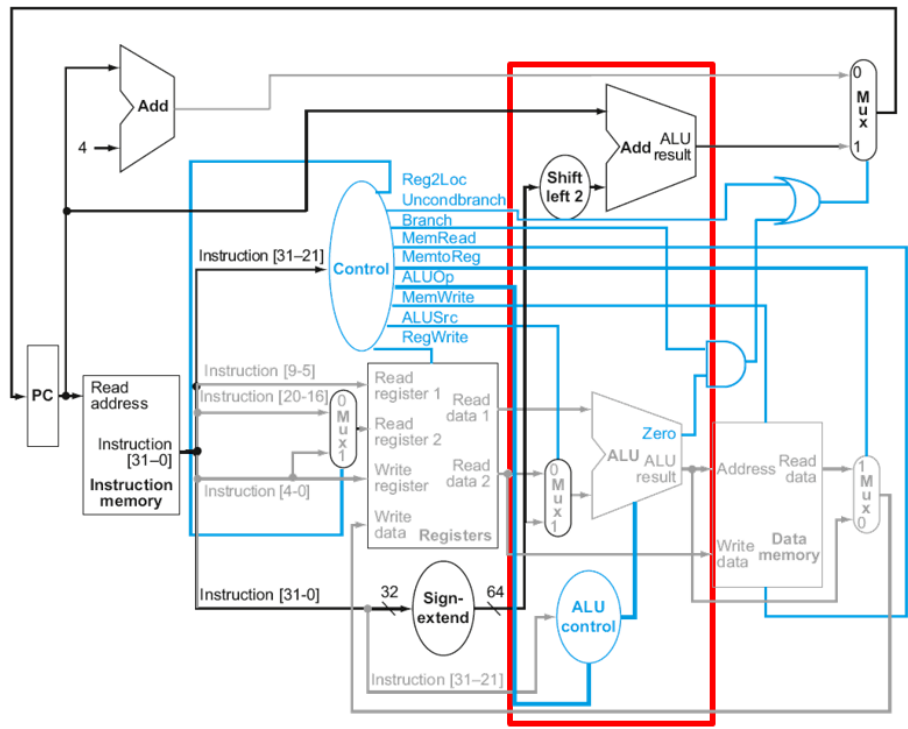 Add
4
0
Mux
1
Add
ALU
result
Shift
left 2
Reg2Loc
Uncondbranch
Branch
MemRead
MemtoReg
ALUOp
MemWrite
ALUSrc
RegWrite
Control
Instruction [31–21]
PC
Read
address
Instruction
[31–0]
Instruction
memory
Instruction [9-5]
Instruction [20-16]
Instruction [4-0]
0
Mux
1
Read
register 1
Read
register 2
Write
register
Write
data
Read
data 1
Read
data 2
Registers
0
Mux
1
Zero
ALU
ALU
result
Address
Read
data
Write
data
Data
memory
1
Mux
0
Instruction [31-0]
32
Sign-
extend
64
ALU
control
Instruction [31–21]